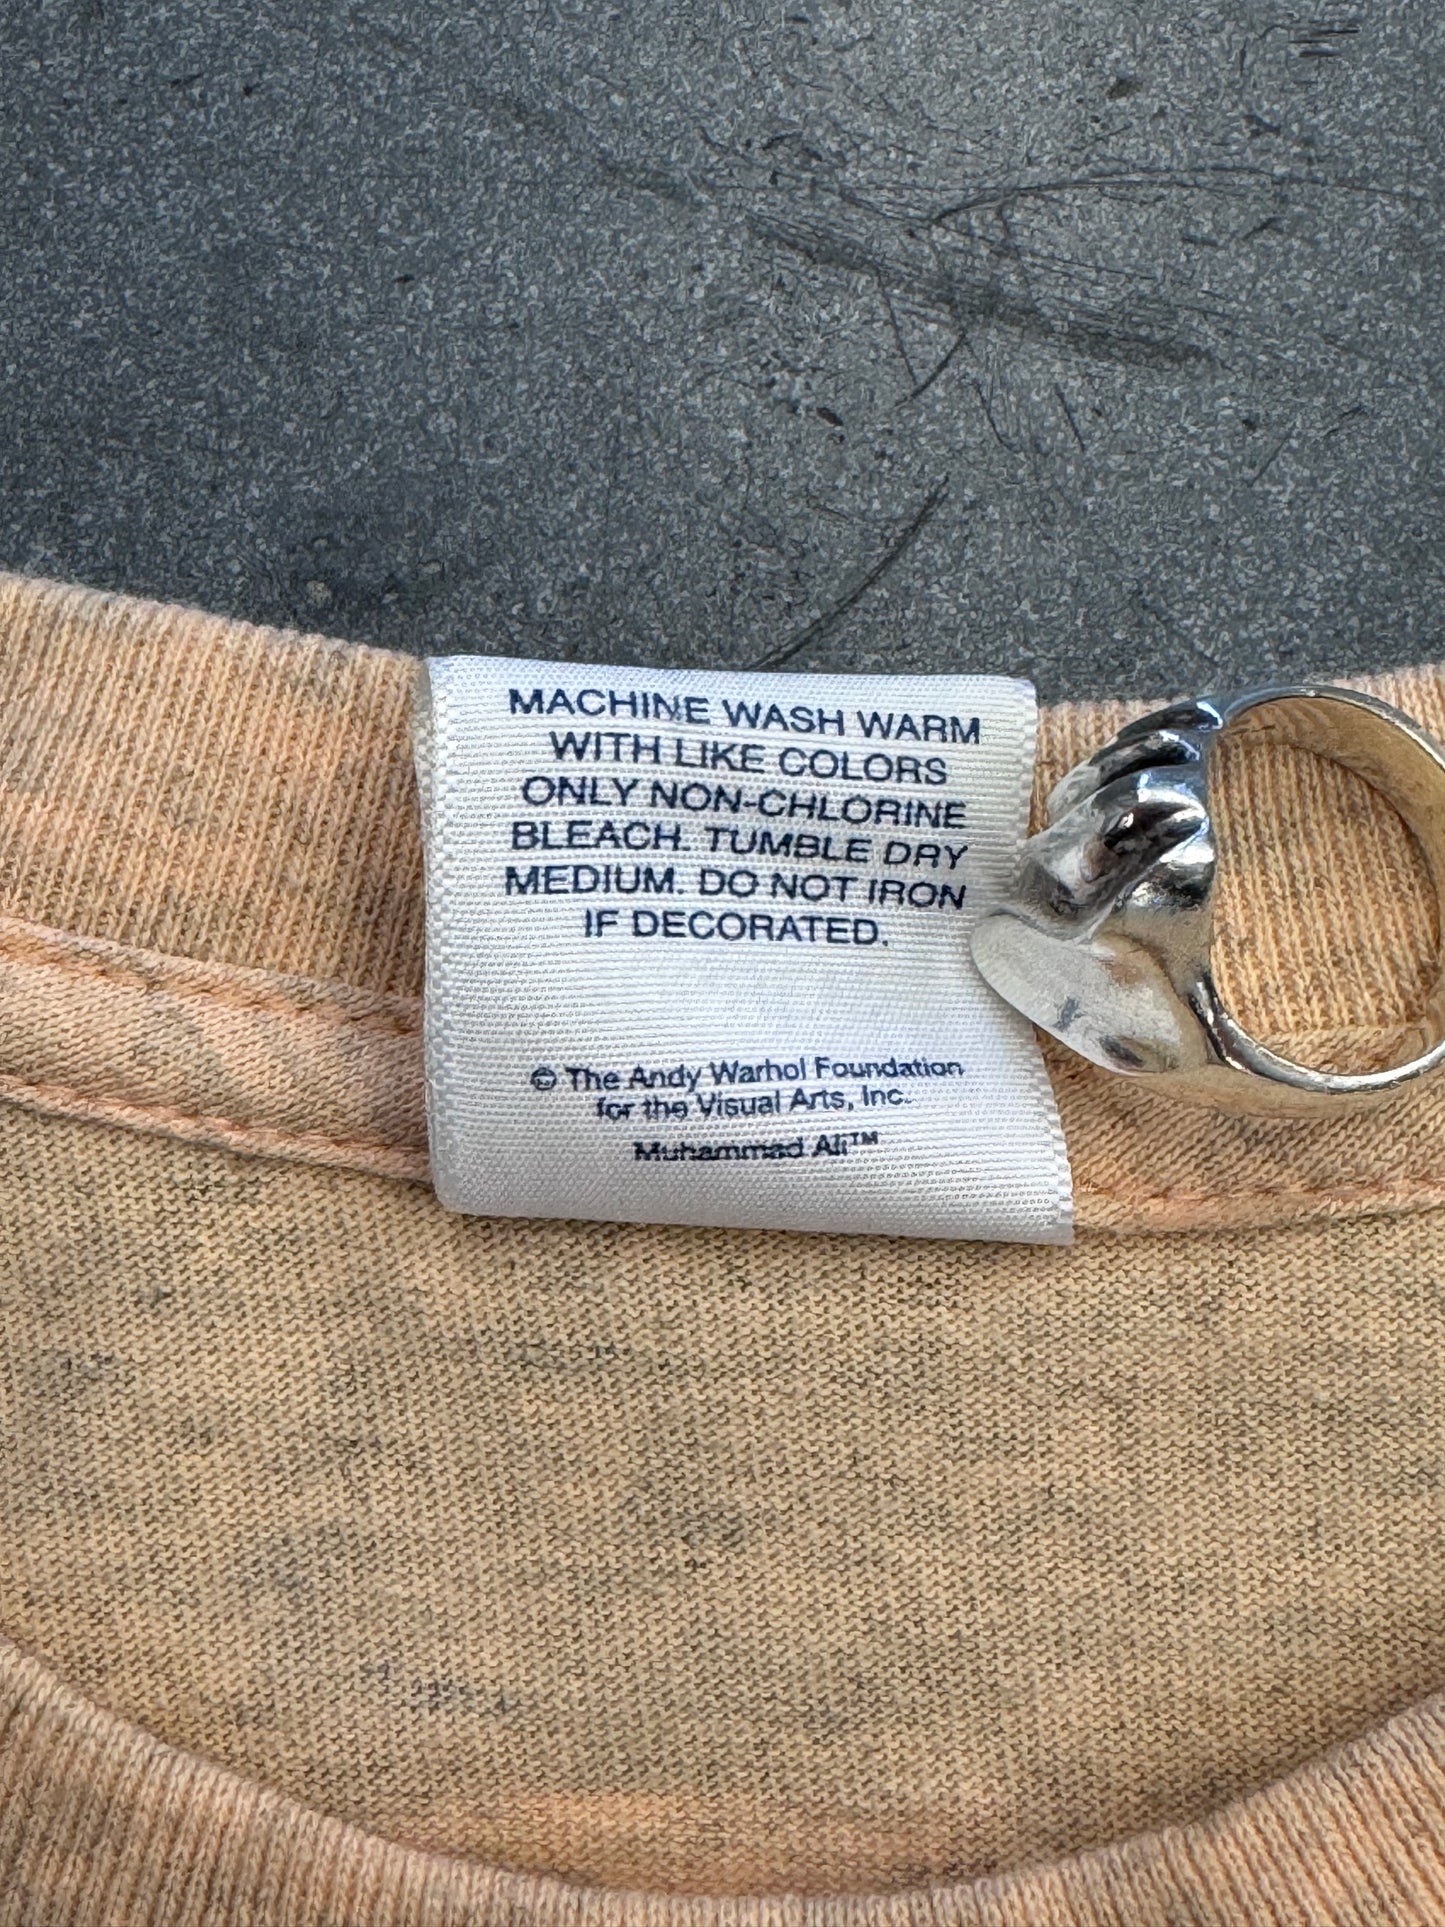 MACHINE WASH WARM
WITH LIKE COLORS
ONLY NON-CHLORINE
BLEACH. TUMBLE DRY
MEDIUM. DO NOT IRON
IF DECORATED.
© The Andy Warhol Foundation
for the Visual Arts, Inc.
Muhammad Ali™